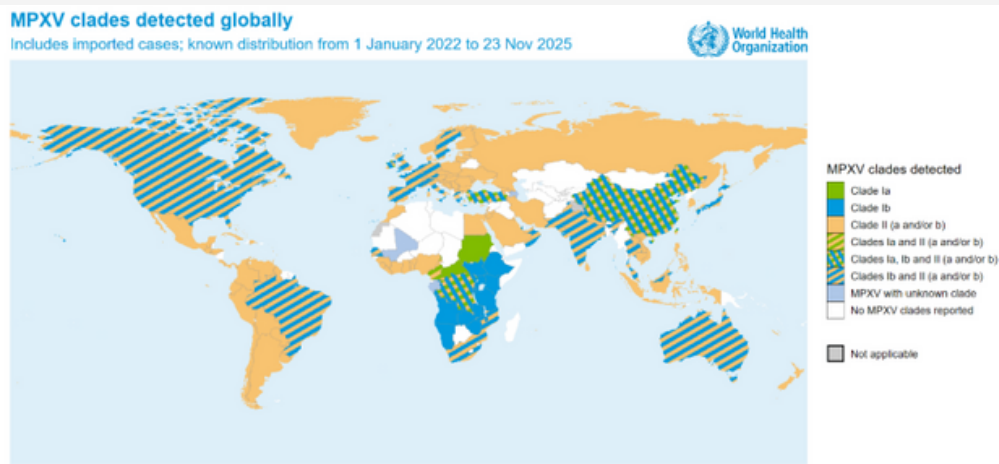 MPXV clades detected globally
Includes imported cases; known distribution from 1 January 2022 to 23 Nov 2025
World Health
Organization
MPXV clades detected
Clade Ia
Clade Ib
Clade II (a and/or b)
Clades Ia and II (a and/or b)
Clades Ia, Ib and II (a and/or b)
Clades Ib and II (a and/or b)
MPXV with unknown clade
No MPXV clades reported
Not applicable